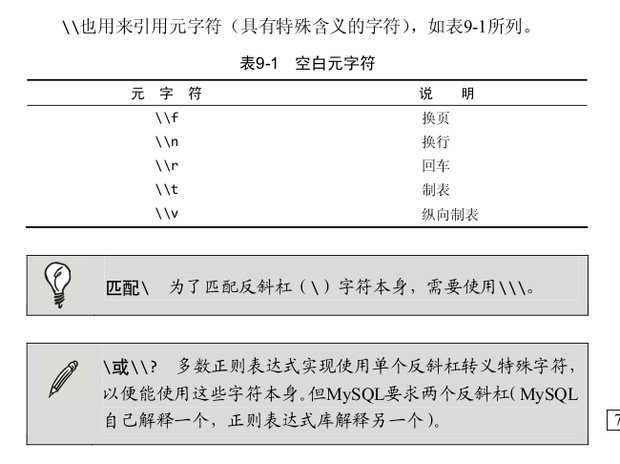 \\也用来引用元字符（具有特殊含义的字符），如表9-1所列。
表9-1 空白元字符
元 字 符 说 明
\\f 换页
\\n 换行
\\r 回车
\\t 制表
\\v 纵向制表
匹配\ 为了匹配反斜杠（\）字符本身，需要使用\\\。
\或\\? 多数正则表达式实现使用单个反斜杠转义特殊字符，
以便能使用这些字符本身。但MySQL要求两个反斜杠（MySQL
自己解释一个，正则表达式库解释另一个）。
7